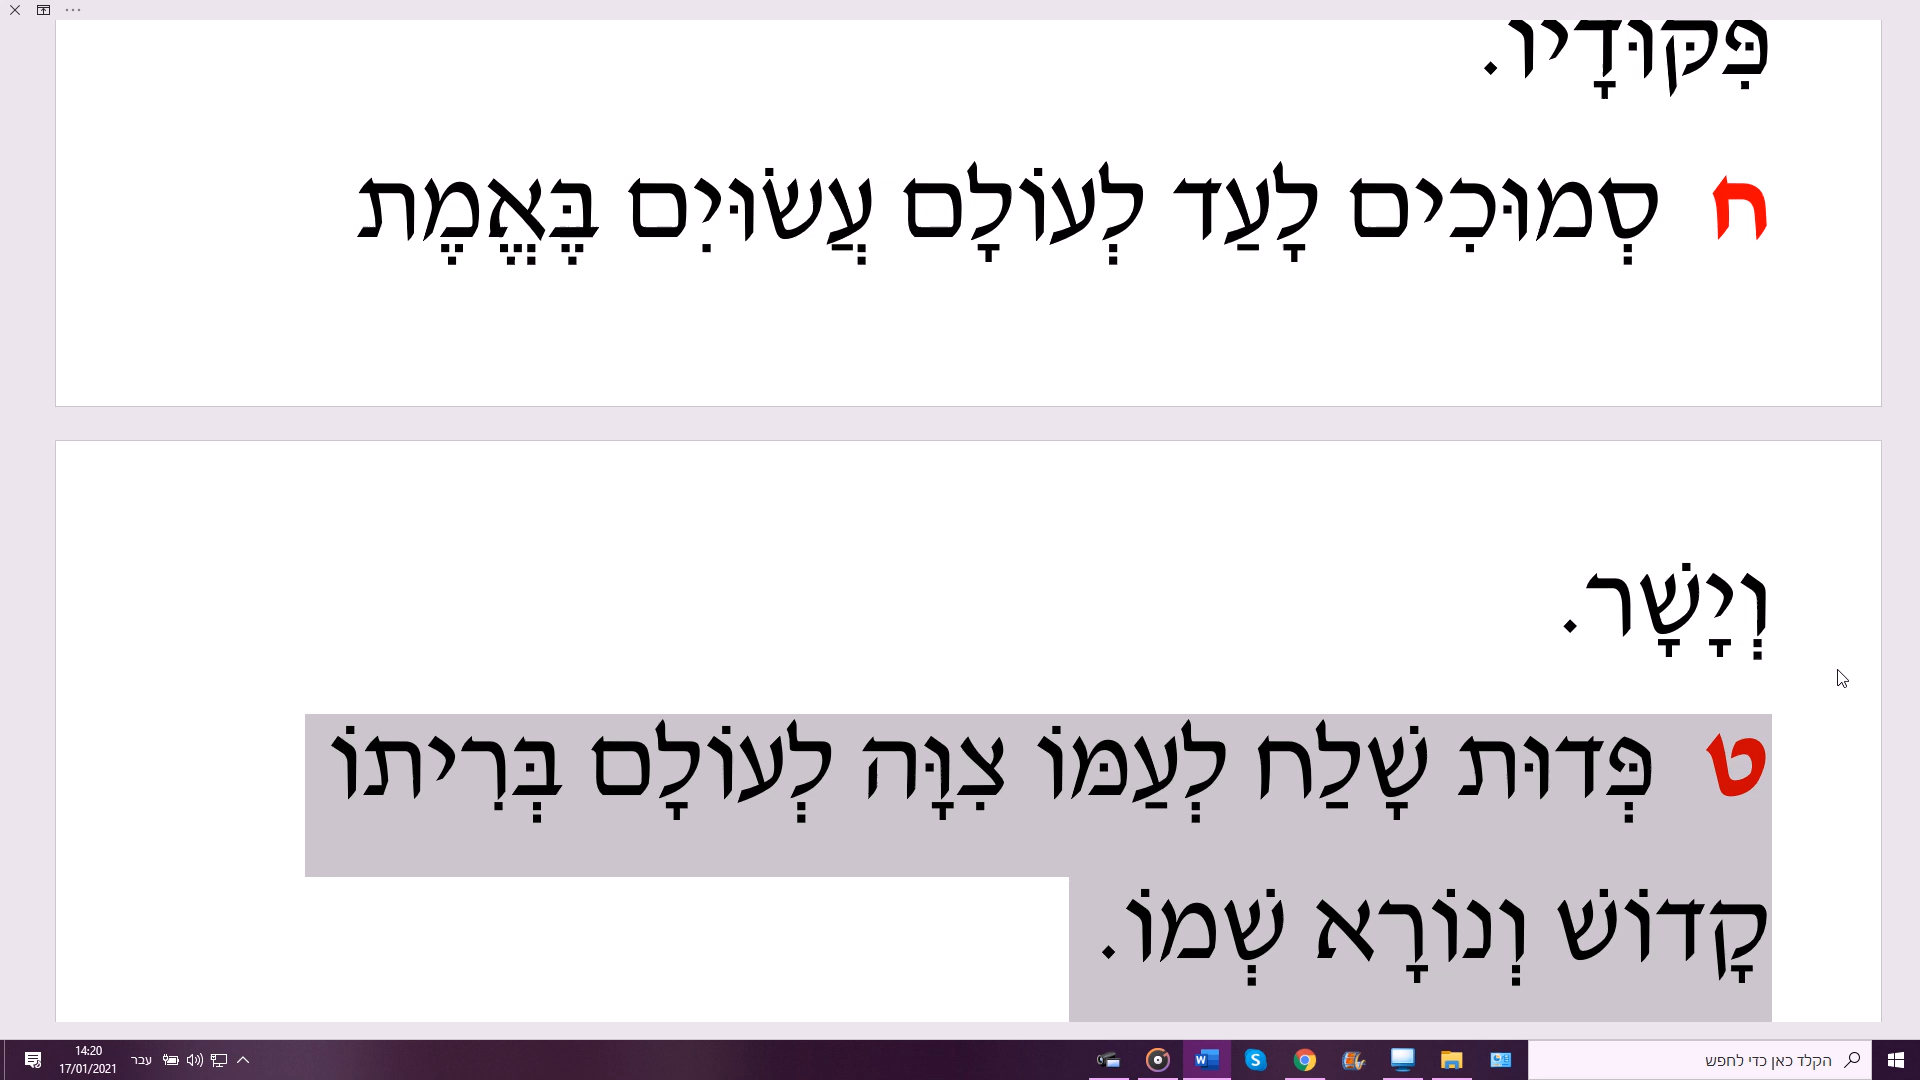 פִּקּוּדָיו.
ח סְמוּכִים לָעַד לְעוֹלָם עֲשׂוּיִם בֶּאֱמֶת
וְיָשָׁר.
ט פְּדוּת שָׁלַח לְעַמּוֹ צִוָּה לְעוֹלָם בְּרִיתוֹ
קָדוֹשׁ וְנוֹרָא שְׁמוֹ.
14:20
17/01/2021
עבר
הקלד כאן כדי לחפש